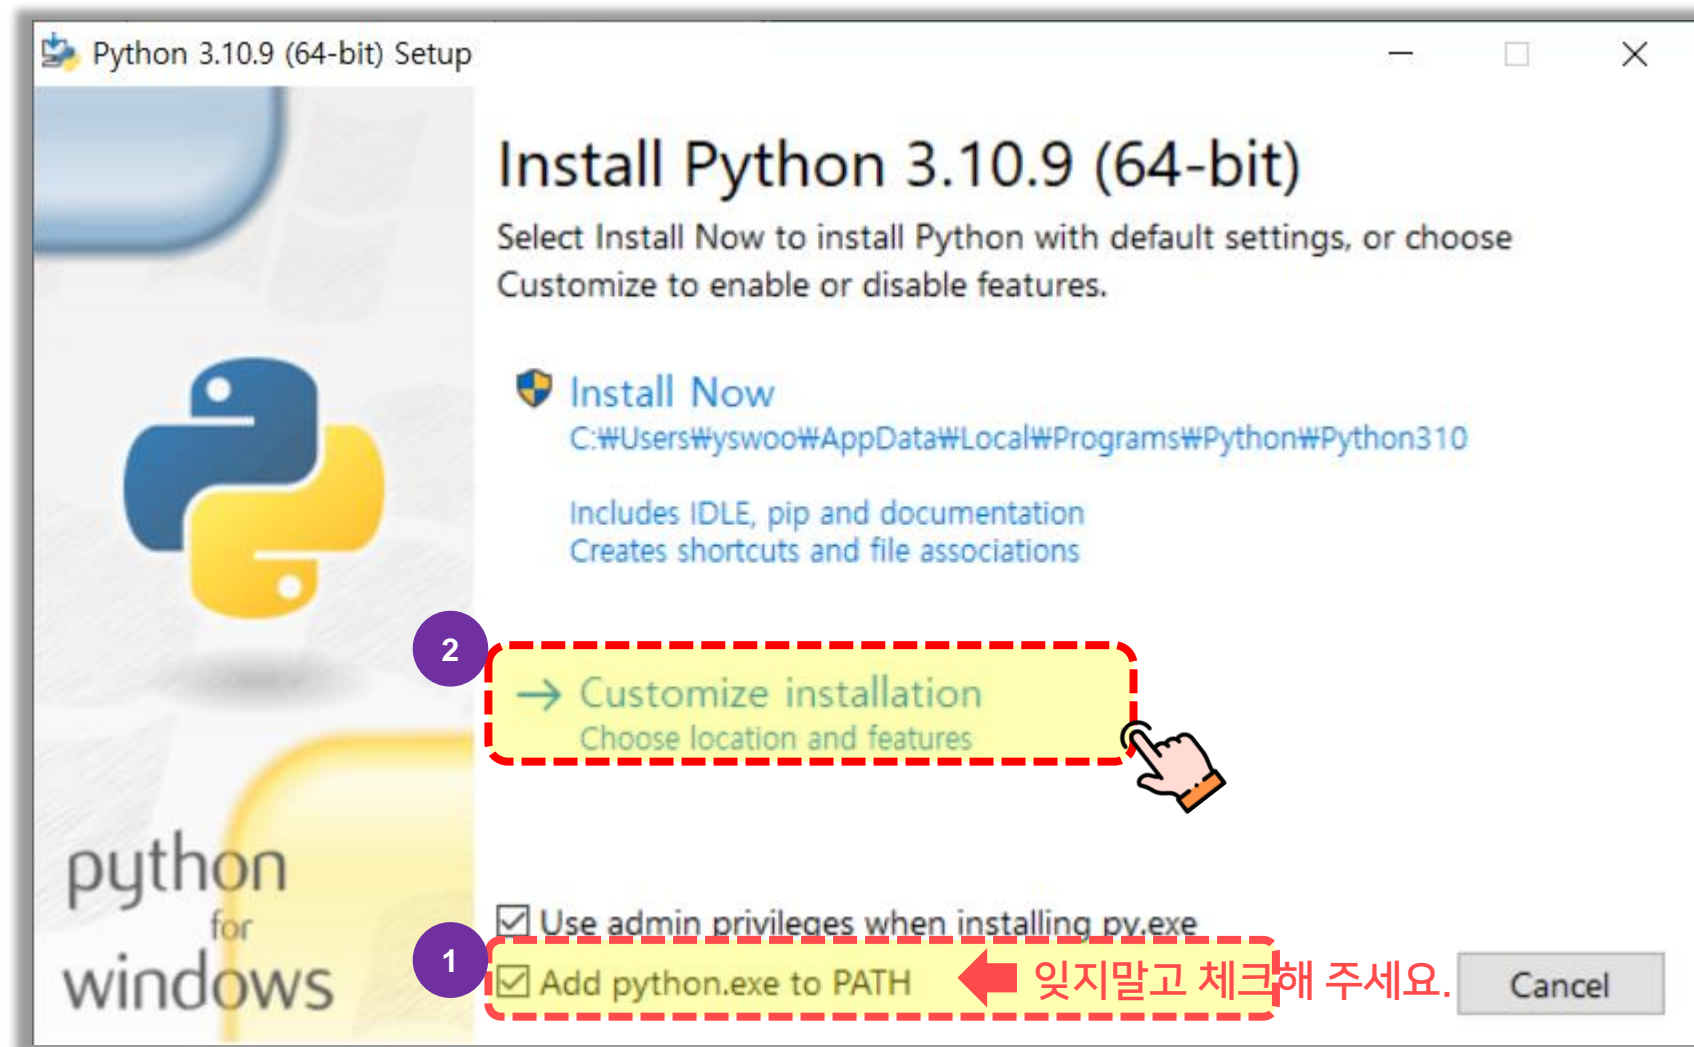 Python 3.10.9 (64-bit) Setup
Install Python 3.10.9 (64-bit)
Select Install Now to install Python with default settings, or choose
Customize to enable or disable features.
Install Now
C:₩Users₩yswoo₩AppData₩Local₩Programs₩Python₩Python310
Includes IDLE, pip and documentation
Creates shortcuts and file associations
2
→ Customize installation
Choose location and features
python
for
windows
Use admin privileges when installing py.exe
1
Add python.exe to PATH 잊지말고 체크해 주세요.
Cancel